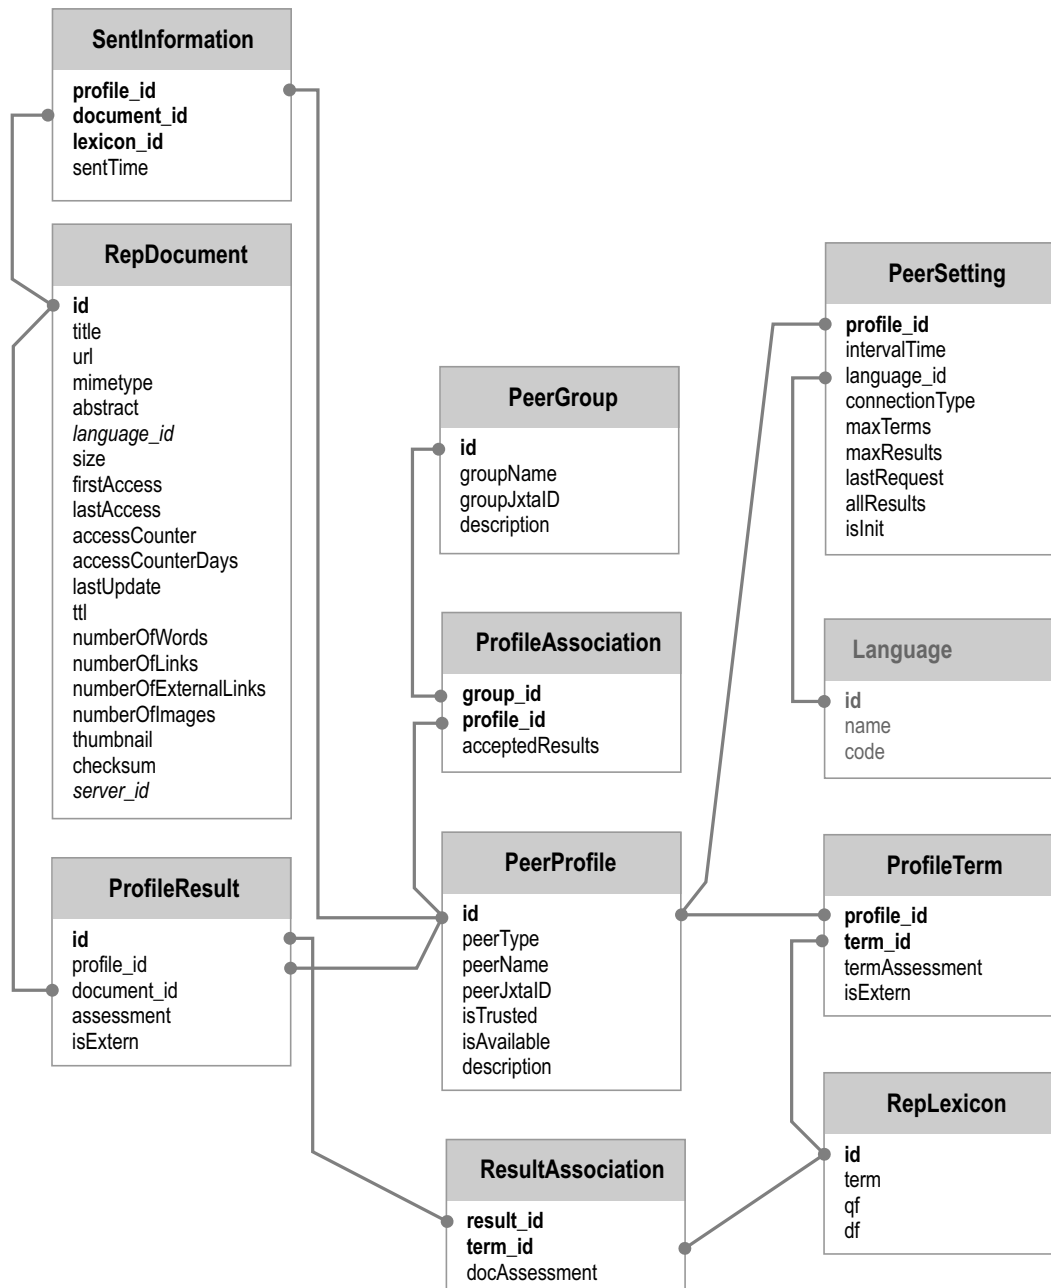 SentInformation
profile_id
document_id
lexicon_id
sentTime
RepDocument
id
title
url
mimetype
abstract
language_id
size
firstAccess
lastAccess
accessCounter
accessCounterDays
lastUpdate
ttl
numberOfWords
numberOfLinks
numberOfExternalLinks
numberOfImages
thumbnail
checksum
server_id
ProfileResult
id
profile_id
document_id
assessment
isExtern
PeerGroup
id
groupName
groupJxtaID
description
ProfileAssociation
group_id
profile_id
acceptedResults
PeerProfile
id
peerType
peerName
peerJxtaID
isTrusted
isAvailable
description
ResultAssociation
result_id
term_id
docAssessment
PeerSetting
profile_id
intervalTime
language_id
connectionType
maxTerms
maxResults
lastRequest
allResults
isInit
Language
id
name
code
ProfileTerm
profile_id
term_id
termAssessment
isExtern
RepLexicon
id
term
qf
df